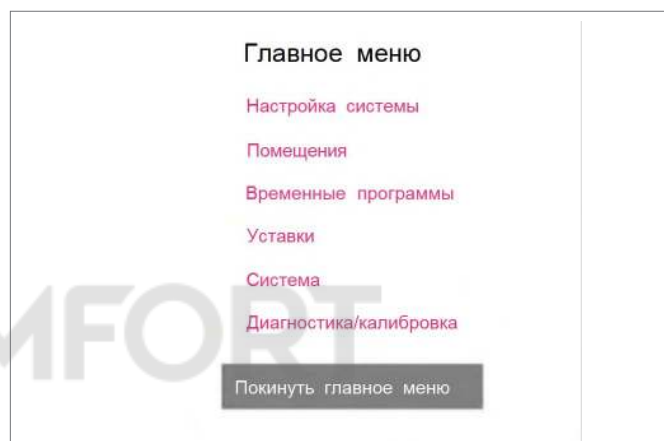 Главное меню
Настройка системы
Помещения
Временные программы
Уставки
Система
Диагностика/калибровка
MFORT
Покинуть главное меню